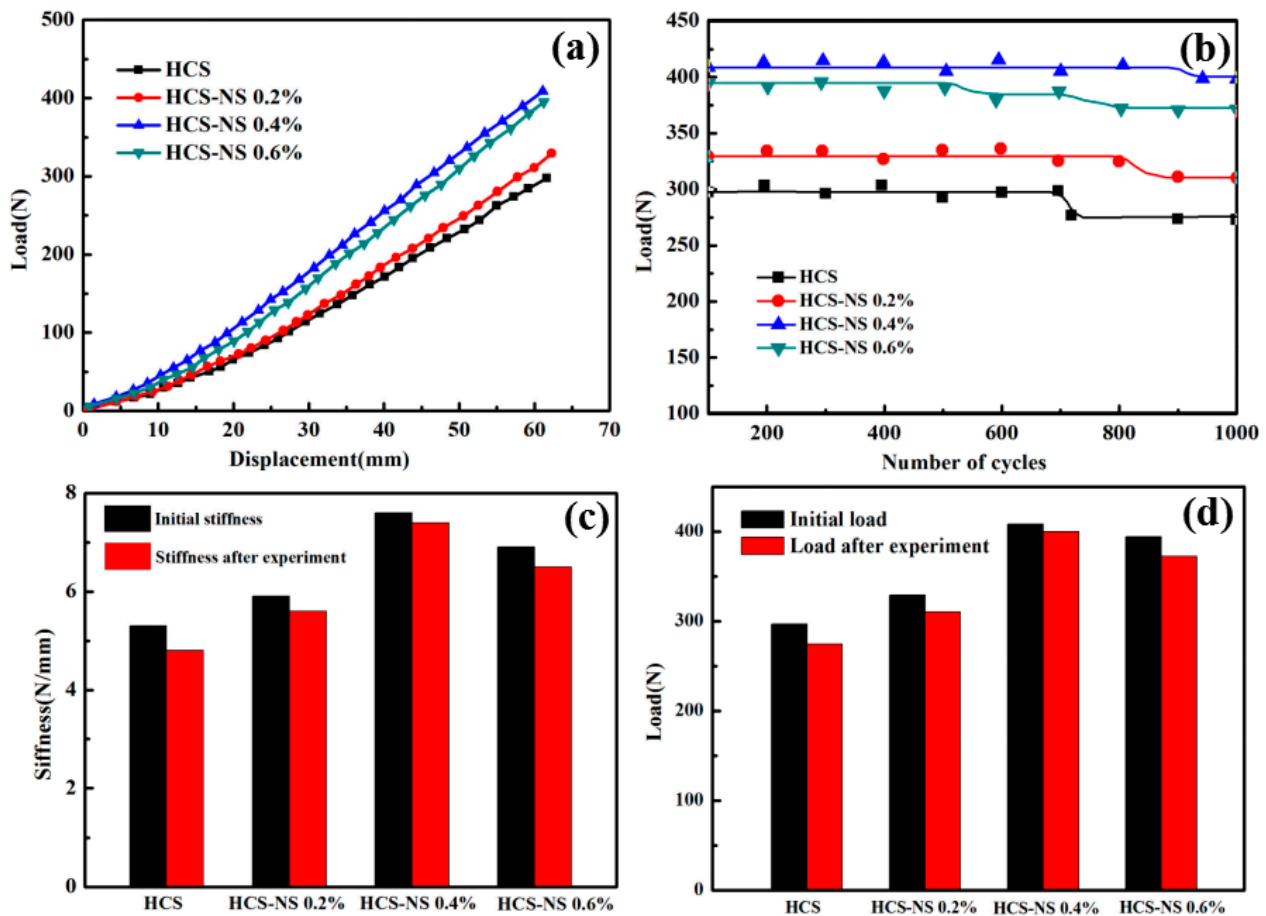 (a)
HCS
HCS-NS 0.2%
HCS-NS 0.4%
HCS-NS 0.6%
500
400
300
200
100
0
0 10 20 30 40 50 60 70
Load(N)
Displacement(mm)
(b)
450
400
350
300
250
200
150
100
200 400 600 800 1000
Load(N)
Number of cycles
HCS
HCS-NS 0.2%
HCS-NS 0.4%
HCS-NS 0.6%
(c)
Initial stiffness
Stiffness after experiment
8
6
4
2
0
Siffness(N/mm)
HCS HCS-NS 0.2% HCS-NS 0.4% HCS-NS 0.6%
(d)
Initial load
Load after experiment
400
300
200
100
0
Load(N)
HCS HCS-NS 0.2% HCS-NS 0.4% HCS-NS 0.6%